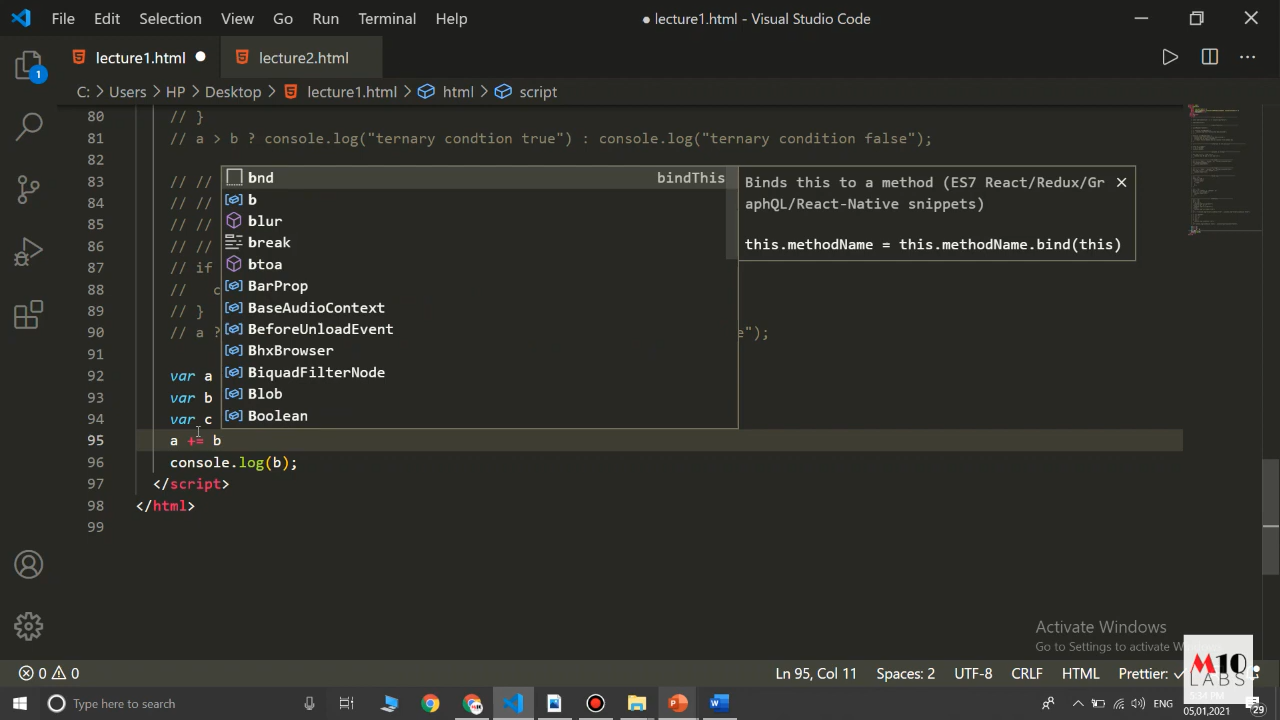 File Edit Selection View Go Run Terminal Help
● lecture1.html - Visual Studio Code
lecture1.html ●
lecture2.html
C: > Users > HP > Desktop > lecture1.html > html > script
80 // }
81 // a > b ? console.log("ternary condtion true") : console.log("ternary condition false");
82
83 // //
84 // //
85 // //
86 // //
87 // if
88 // c
89 // }
90 // a ? e");
91
92 var a
93 var b
94 var c
95 a += b
96 console.log(b);
97 </script>
98 </html>
99
bnd bindThis
b
blur
break
btoa
BarProp
BaseAudioContext
BeforeUnloadEvent
BhxBrowser
BiquadFilterNode
Blob
Boolean
Binds this to a method (ES7 React/Redux/Gr
aphQL/React-Native snippets)
this.methodName = this.methodName.bind(this)
1
Activate Windows
Go to Settings to activate
M10
LABS
0 0 Ln 95, Col 11 Spaces: 2 UTF-8 CRLF HTML Prettier: ✓
Type here to search
ENG
5:34 PM
05.01.2021
29